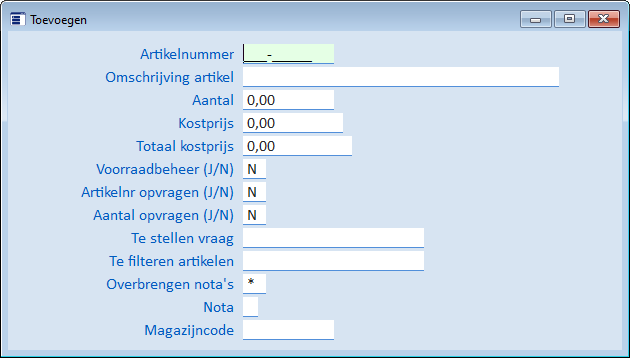 Toevoegen
Artikelnummer ___-_____
Omschrijving artikel
Aantal 0,00
Kostprijs 0,00
Totaal kostprijs 0,00
Voorraadbeheer (J/N) N
Artikelnr opvragen (J/N) N
Aantal opvragen (J/N) N
Te stellen vraag
Te filteren artikelen
Overbrengen nota's *
Nota
Magazijncode